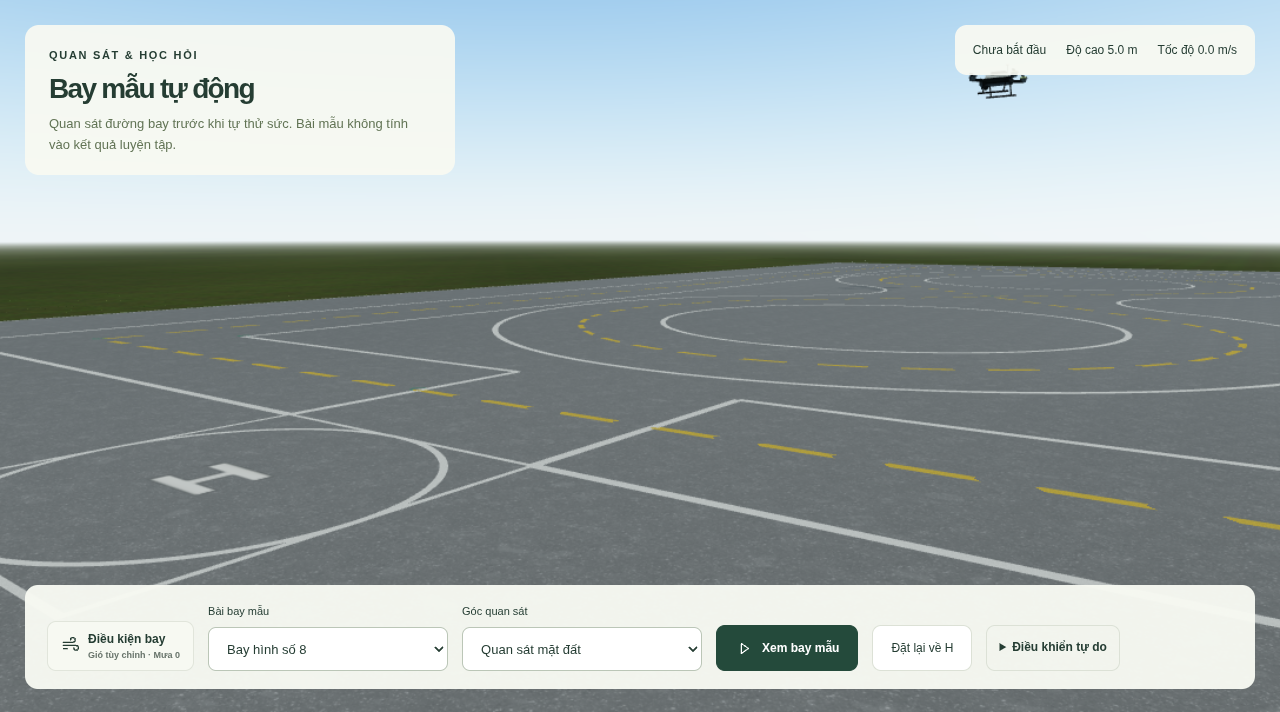 QUAN SÁT & HỌC HỎI
Bay mẫu tự động
Quan sát đường bay trước khi tự thử sức. Bài mẫu không tính
vào kết quả luyện tập.
Chưa bắt đầu Độ cao 5.0 m Tốc độ 0.0 m/s
H
Điều kiện bay
Gió tùy chỉnh · Mưa 0
Bài bay mẫu
Bay hình số 8
Góc quan sát
Quan sát mặt đất
Xem bay mẫu
Đặt lại về H
Điều khiển tự do